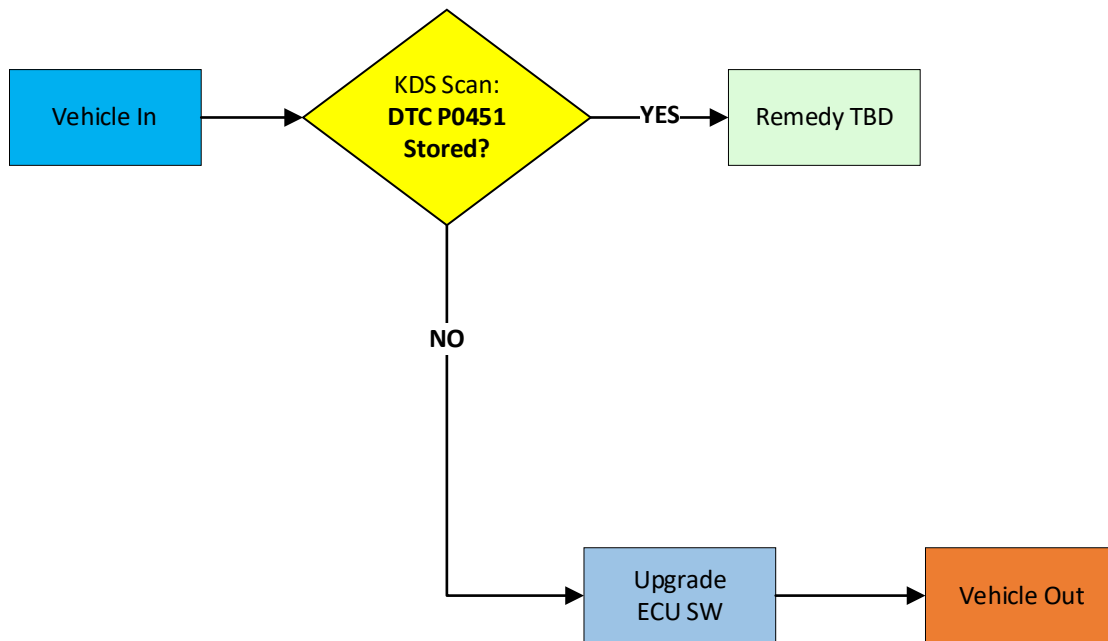 Vehicle In
KDS Scan:
DTC P0451
Stored?
YES
Remedy TBD
NO
Upgrade
ECU SW
Vehicle Out